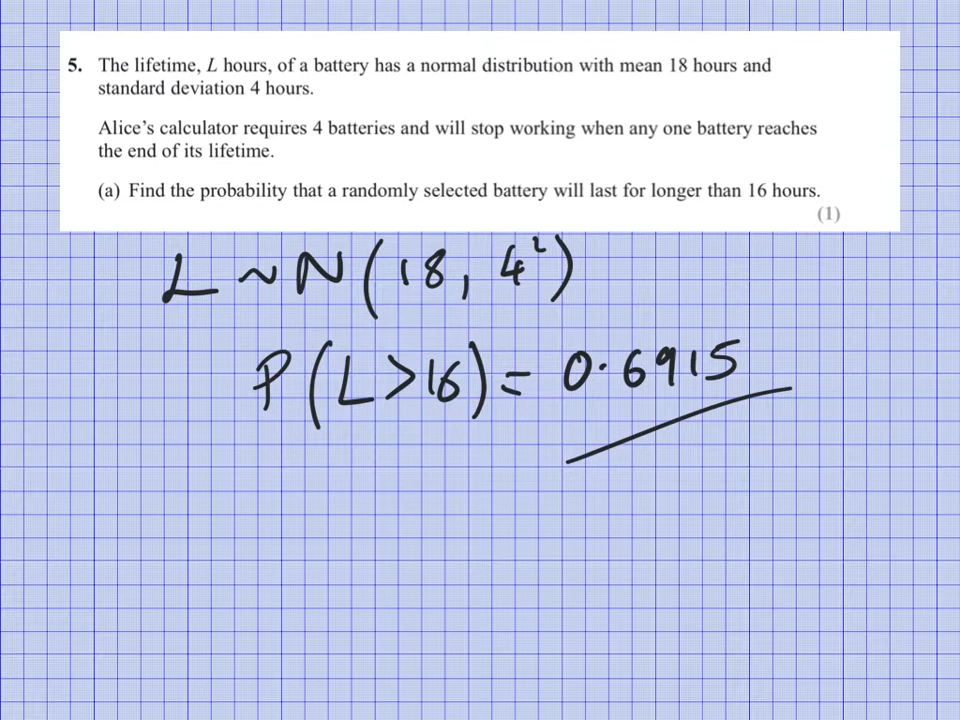 5. The lifetime, L hours, of a battery has a normal distribution with mean 18 hours and
standard deviation 4 hours.
Alice's calculator requires 4 batteries and will stop working when any one battery reaches
the end of its lifetime.
(a) Find the probability that a randomly selected battery will last for longer than 16 hours.
(1)
L ~ N(18, 4²)
P(L > 16) = 0.6915